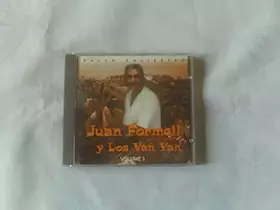 Juan Formell
y Los Van Van
VOLUME 1